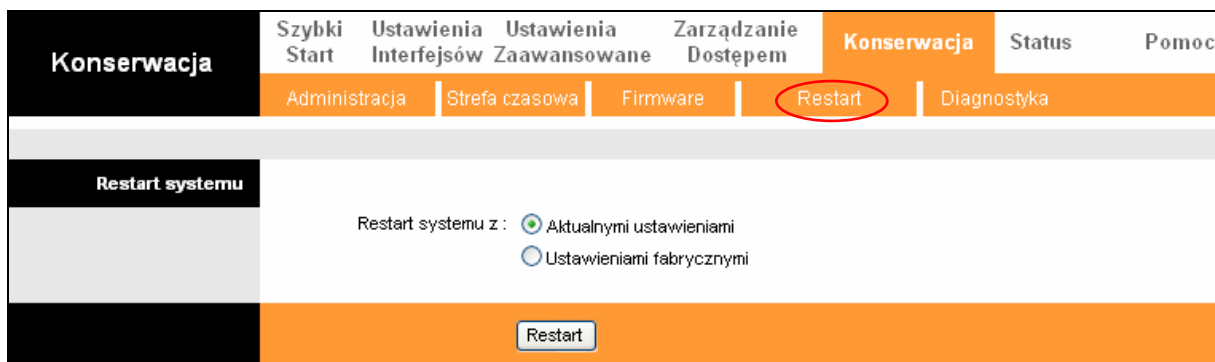 Konserwacja
Szybki Start
Ustawienia Interfejsów
Ustawienia Zaawansowane
Zarządzanie Dostępem
Konserwacja
Status
Pomoc
Administracja
Strefa czasowa
Firmware
Restart
Diagnostyka
Restart systemu
Restart systemu z :
Aktualnymi ustawieniami
Ustawieniami fabrycznymi
Restart